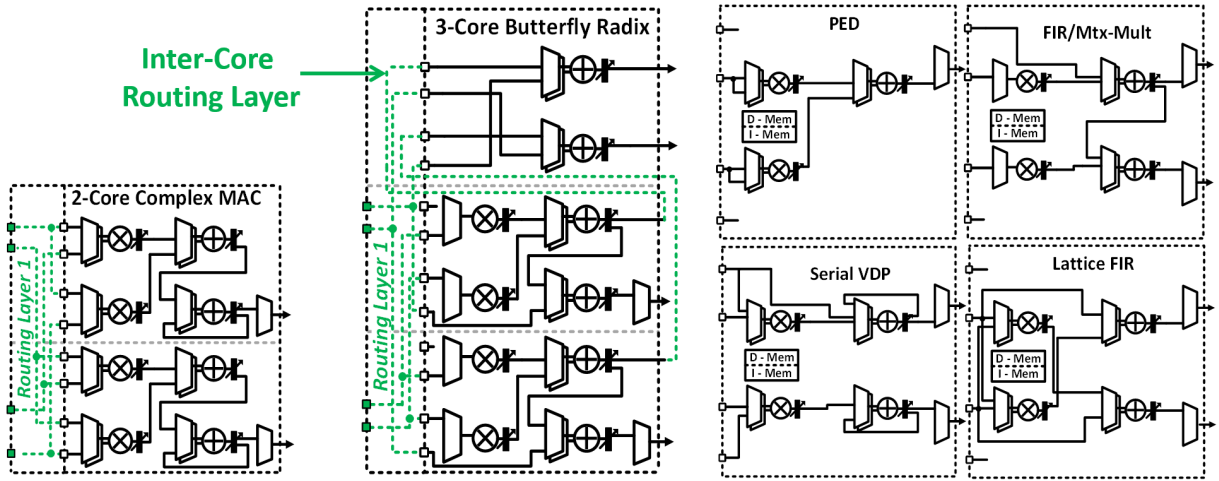 Inter-Core
Routing Layer
2-Core Complex MAC
Routing Layer 1
3-Core Butterfly Radix
Routing Layer 1
PED
D - Mem
I - Mem
FIR/Mtx-Mult
D - Mem
I - Mem
Serial VDP
D - Mem
I - Mem
Lattice FIR
D - Mem
I - Mem